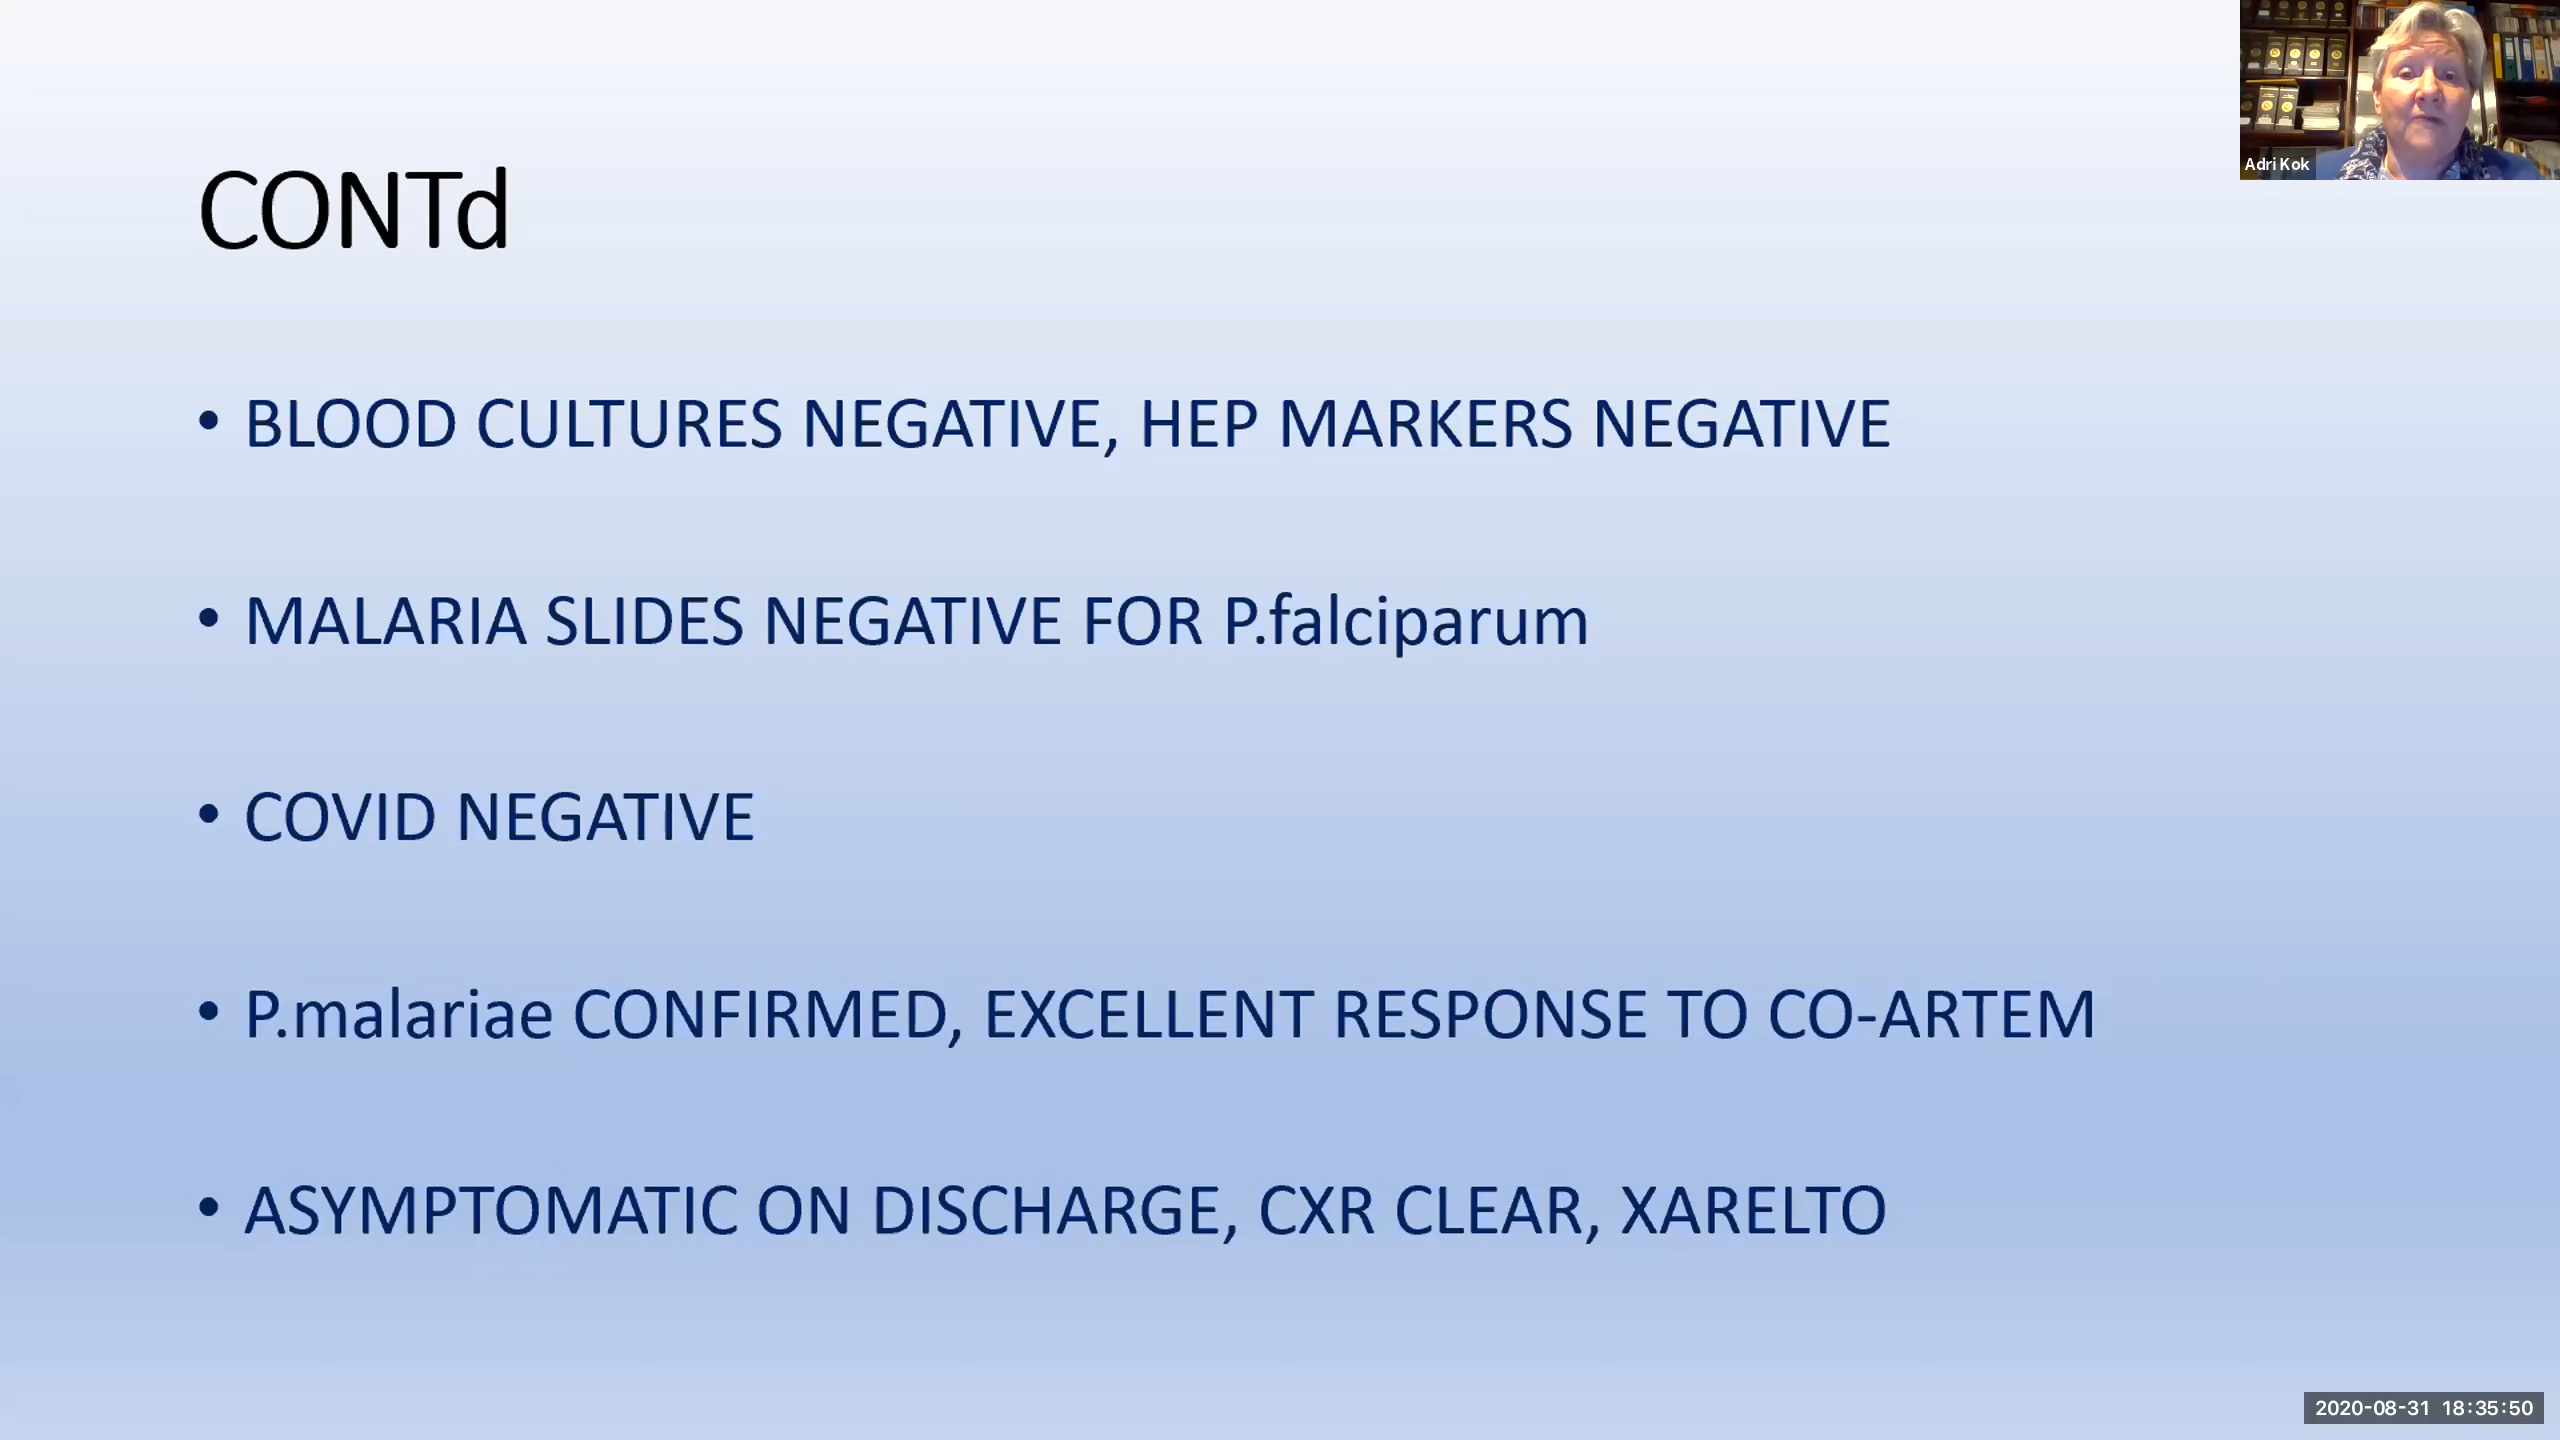 Adri Kok
CONTd
• BLOOD CULTURES NEGATIVE, HEP MARKERS NEGATIVE
• MALARIA SLIDES NEGATIVE FOR P.falciparum
• COVID NEGATIVE
• P.malariae CONFIRMED, EXCELLENT RESPONSE TO CO-ARTEM
• ASYMPTOMATIC ON DISCHARGE, CXR CLEAR, XARELTO
2020-08-31 18:35:50